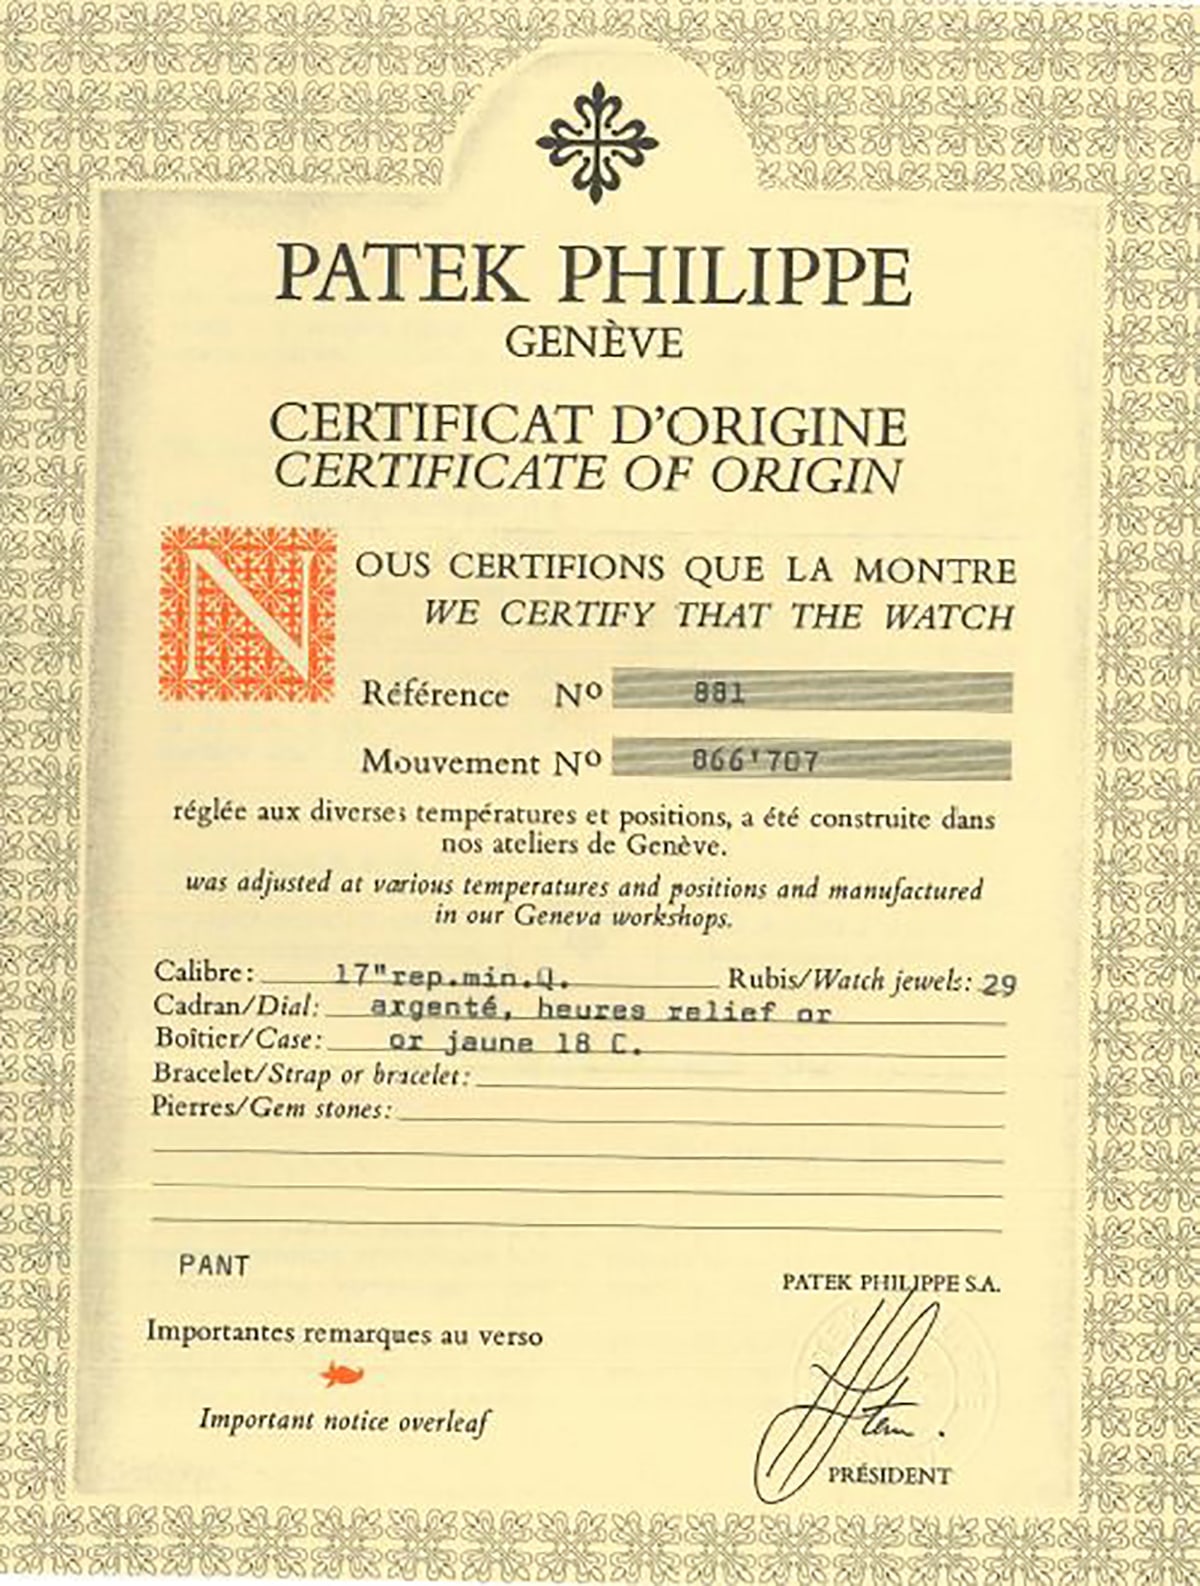 PATEK PHILIPPE
GENÈVE
CERTIFICAT D'ORIGINE
CERTIFICATE OF ORIGIN
NOUS CERTIFIONS QUE LA MONTRE
WE CERTIFY THAT THE WATCH
Référence Nº 881
Mouvement Nº 866'707
réglée aux diverses températures et positions, a été construite dans
nos ateliers de Genève.
was adjusted at various temperatures and positions and manufactured
in our Geneva workshops.
Calibre: 17"rep.min.Q. Rubis/Watch jewels: 29
Cadran/Dial: argenté, heures relief or
Boîtier/Case: or jaune 18 C.
Bracelet/Strap or bracelet:
Pierres/Gem stones:
PANT
PATEK PHILIPPE S.A.
Importantes remarques au verso
Important notice overleaf
Stern.
PRÉSIDENT